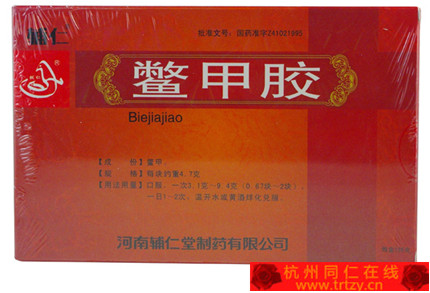 辅仁
批准文号：国药准字Z41021995
鳖甲胶
Biejiajiao
【成　　份】鳖甲。
【规　　格】每块约重4.7克
【用法用量】口服，一次3.1克～9.4克（0.67块～2块），
一日1～2次，温开水或黄酒烊化兑服。
河南辅仁堂制药有限公司
杭州同仁在线
www.trtzy.cn